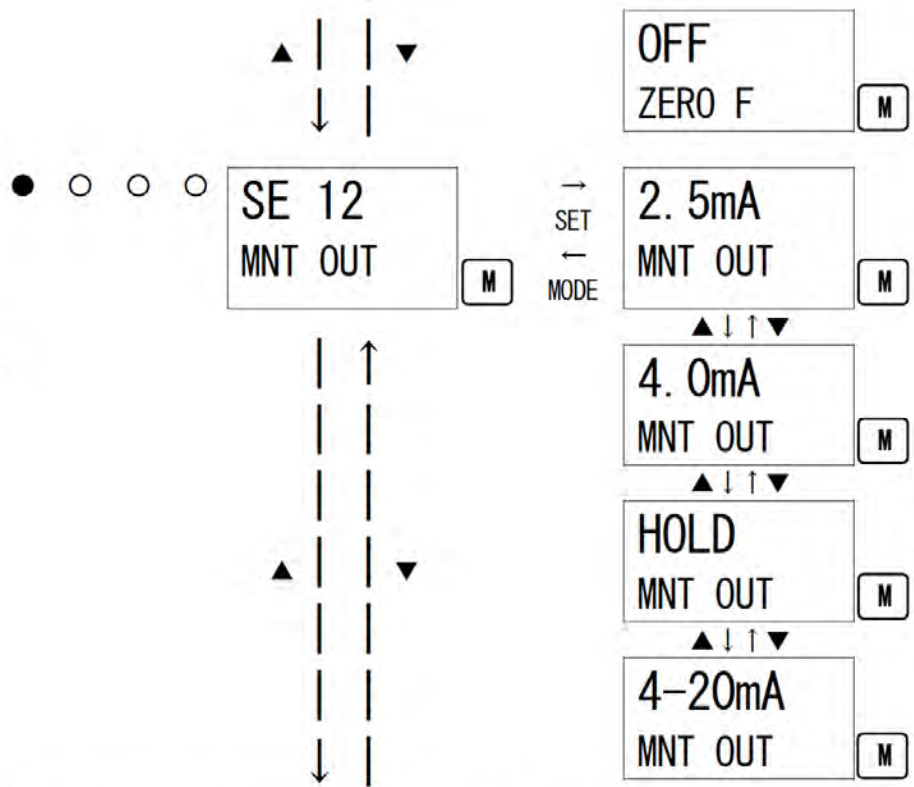 ▲ ▼
OFF
ZERO F
M
SE 12
MNT OUT
M
→
SET
←
MODE
2.5mA
MNT OUT
M
▲↓↑▼
4.0mA
MNT OUT
M
▲↓↑▼
HOLD
MNT OUT
M
▲ ▼
▲↓↑▼
4-20mA
MNT OUT
M